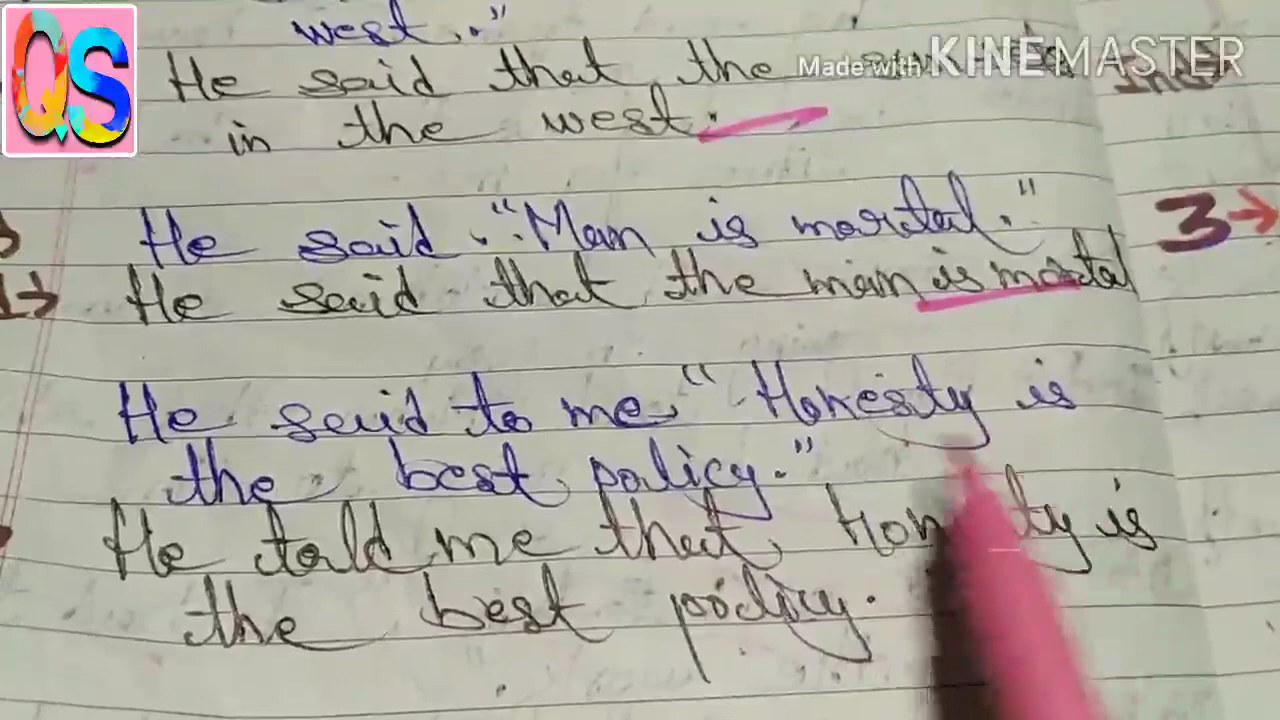 QS
west."
Made with KINEMASTER
He said that the
in the west.
He said, "Man is mortal."
3→
He said that the man is mortal
He said to me, "Honesty is
the best policy."
He told me that is
the best policy.